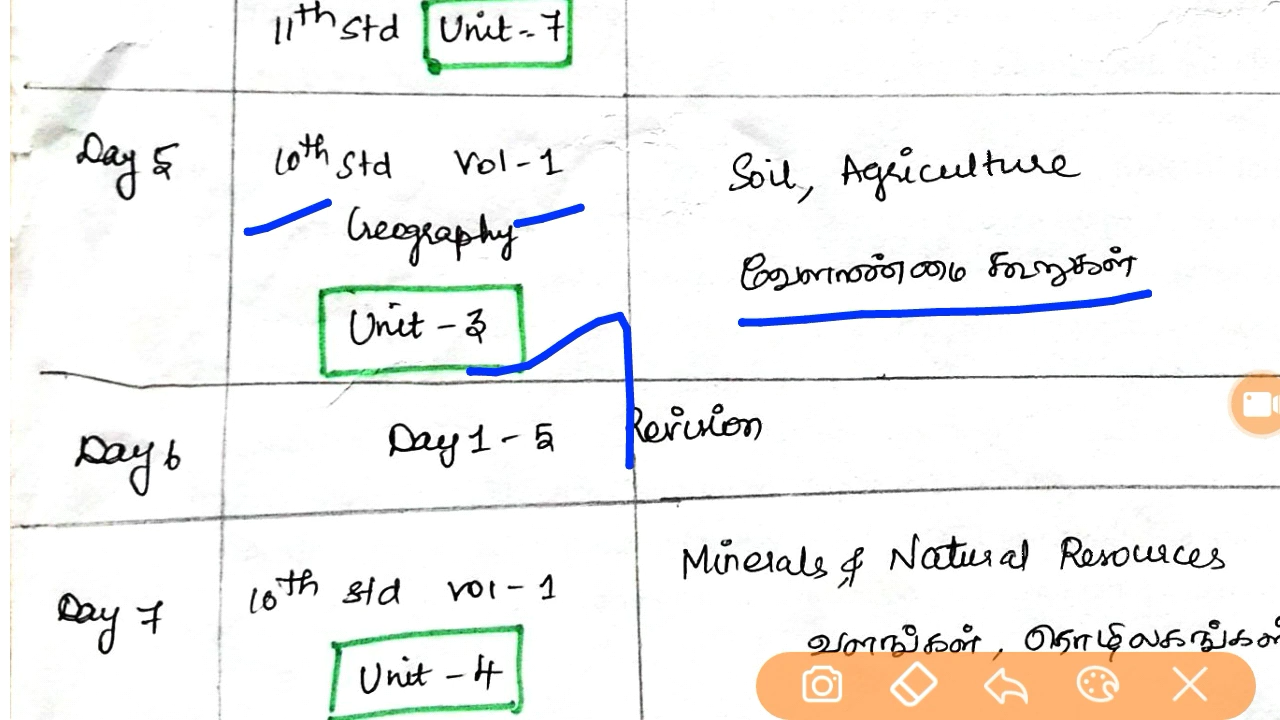 11th Std Unit - 7
Day 5
10th Std Vol - 1
Geography
Unit - 3
Soil, Agriculture
வேளாண்மை கூறுகள்
Day 6
Day 1 - 5
Revision
Day 7
10th Std Vol - 1
Unit - 4
Minerals & Natural Resources
வளங்கள், தொழிலகங்கள்